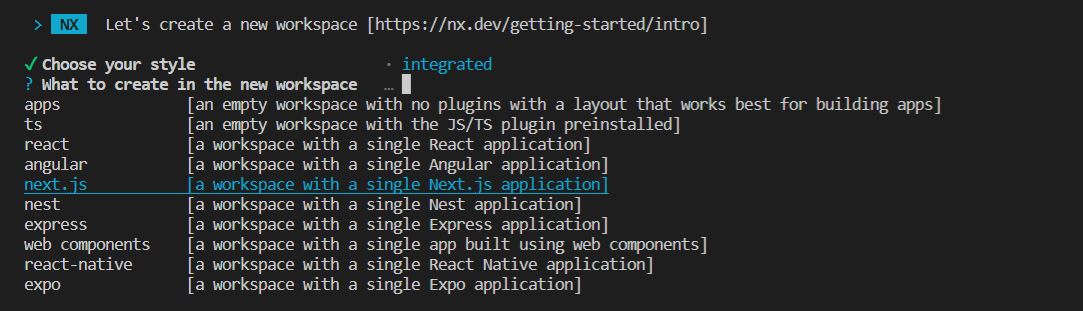 > NX Let's create a new workspace [https://nx.dev/getting-started/intro]
✓ Choose your style · integrated
? What to create in the new workspace …
apps [an empty workspace with no plugins with a layout that works best for building apps]
ts [an empty workspace with the JS/TS plugin preinstalled]
react [a workspace with a single React application]
angular [a workspace with a single Angular application]
next.js [a workspace with a single Next.js application]
nest [a workspace with a single Nest application]
express [a workspace with a single Express application]
web components [a workspace with a single app built using web components]
react-native [a workspace with a single React Native application]
expo [a workspace with a single Expo application]